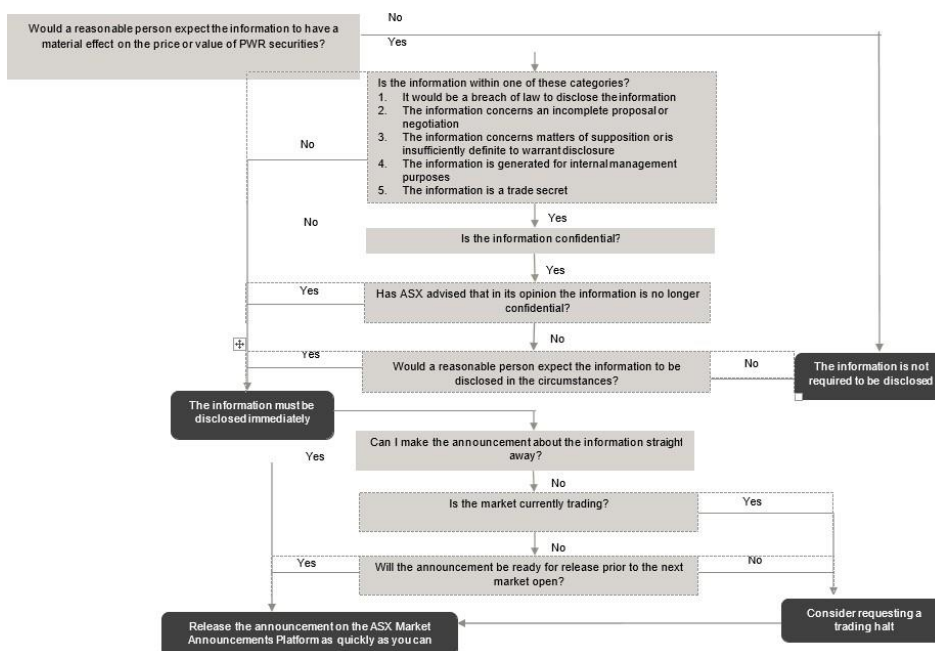 No
Would a reasonable person expect the information to have a
material effect on the price or value of PWR securities?
Yes
Is the information within one of these categories?
1. It would be a breach of law to disclose the information
2. The information concerns an incomplete proposal or
negotiation
3. The information concerns matters of supposition or is
insufficiently definite to warrant disclosure
4. The information is generated for internal management
purposes
5. The information is a trade secret
No
Yes
No
Is the information confidential?
Yes
Yes
Has ASX advised that in its opinion the information is no longer
confidential?
No
Yes
Would a reasonable person expect the information to be
disclosed in the circumstances?
No
The information is not
required to be disclosed
The information must be
disclosed immediately
Can I make the announcement about the information straight
away?
Yes
No
Is the market currently trading?
Yes
No
Yes
Will the announcement be ready for release prior to the next
market open?
No
Release the announcement on the ASX Market
Announcements Platform as quickly as you can
Consider requesting a
trading halt